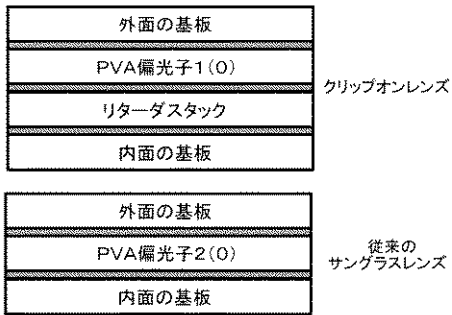 外面の基板
PVA偏光子1(0)
リターダスタック
内面の基板
クリップオンレンズ
外面の基板
PVA偏光子2(0)
内面の基板
従来の
サングラスレンズ